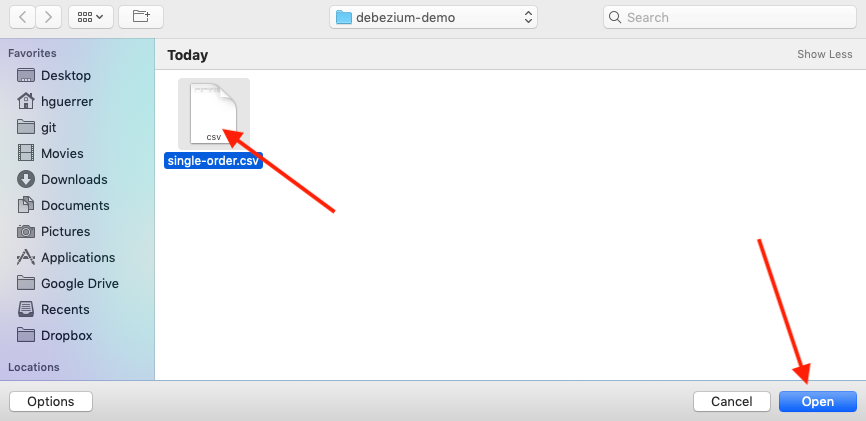 debezium-demo
Search
Favorites
Desktop
hguerrer
git
Movies
Downloads
Documents
Pictures
Applications
Google Drive
Recents
Dropbox
Locations
Today
Show Less
csv
single-order.csv
Options
Cancel
Open